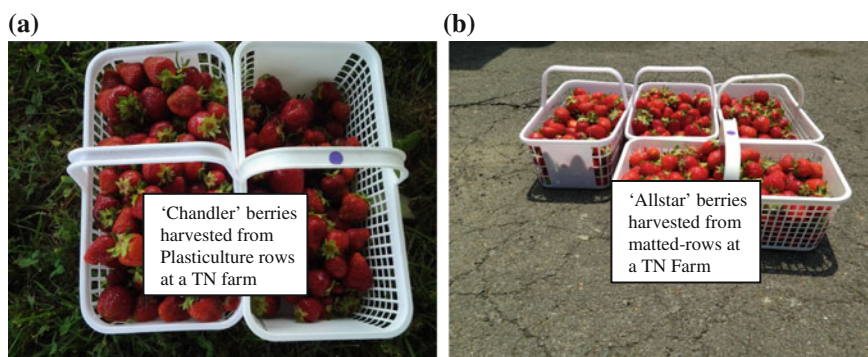 (a)
(b)
‘Chandler’ berries
harvested from
Plasticulture rows
at a TN farm
‘Allstar’ berries
harvested from
matted-rows at
a TN Farm